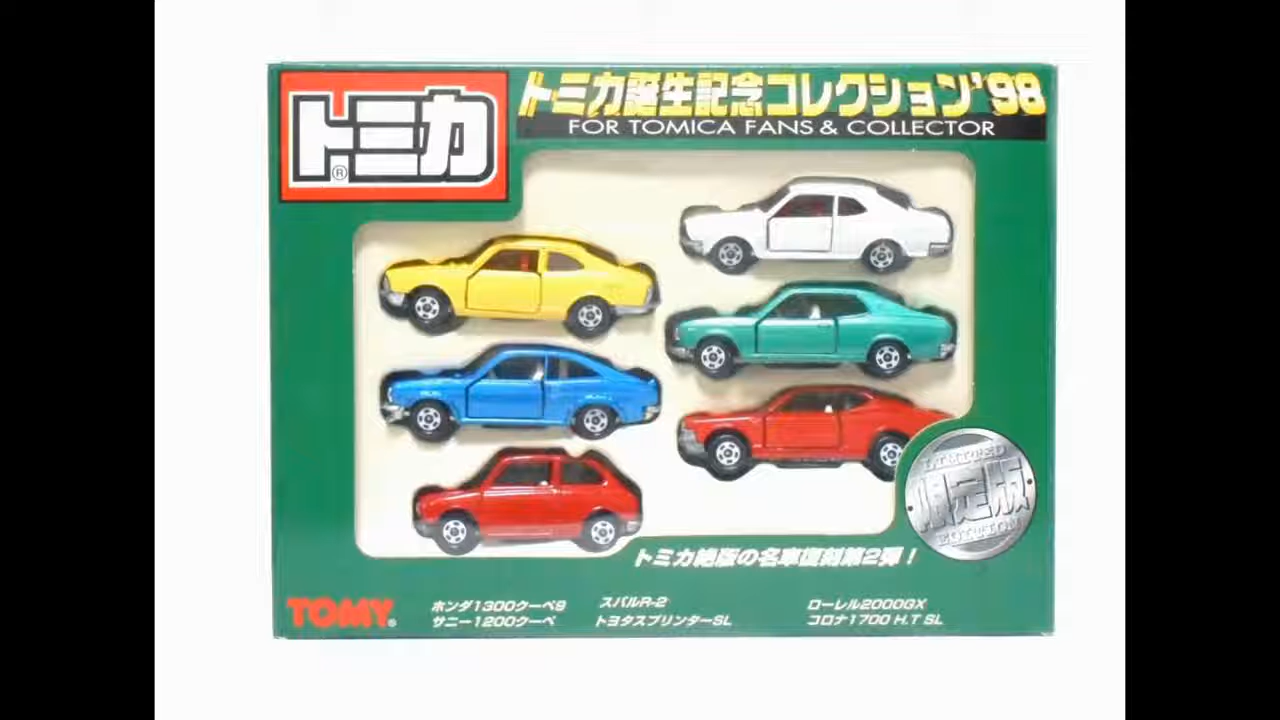 トミカ®
トミカ誕生記念コレクション'98
FOR TOMICA FANS & COLLECTOR
LIMITED
限定版
EDITION
トミカ絶版の名車復刻第2弾!
TOMY®
ホンダ1300クーペ9
サニー1200クーペ
スバルR-2
トヨタスプリンターSL
ローレル2000GX
コロナ1700 H.T SL